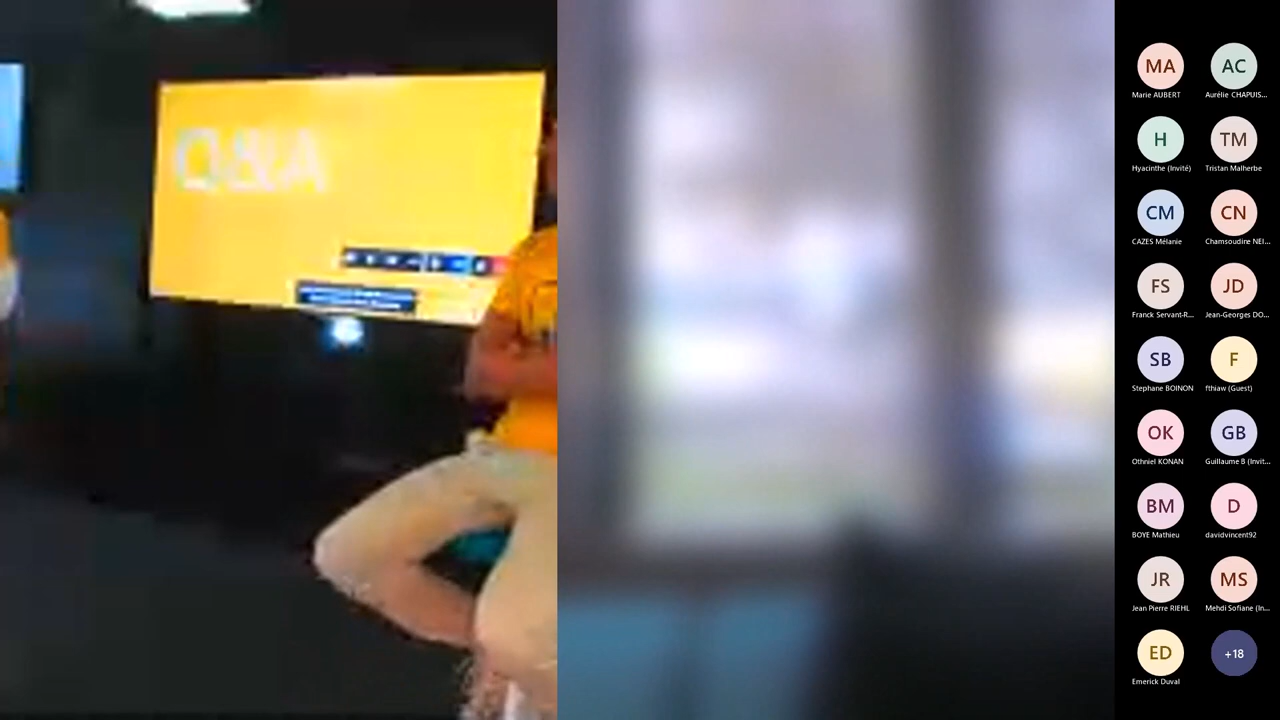 Q&A
MA
AC
Marie AUBERT
Aurélie CHAPUIS...
H
TM
Hyacinthe (Invité)
Tristan Malherbe
CM
CN
CAZES Mélanie
Chamsoudine NEI...
FS
JD
Franck Servant-R...
Jean-Georges DO...
SB
F
Stephane BOINON
fthiaw (Guest)
OK
GB
Othniel KONAN
Guillaume B (Invit...
BM
D
BOYE Mathieu
davidvincent92
JR
MS
Jean Pierre RIEHL
Mehdi Sofiane (In...
ED
+18
Emerick Duval